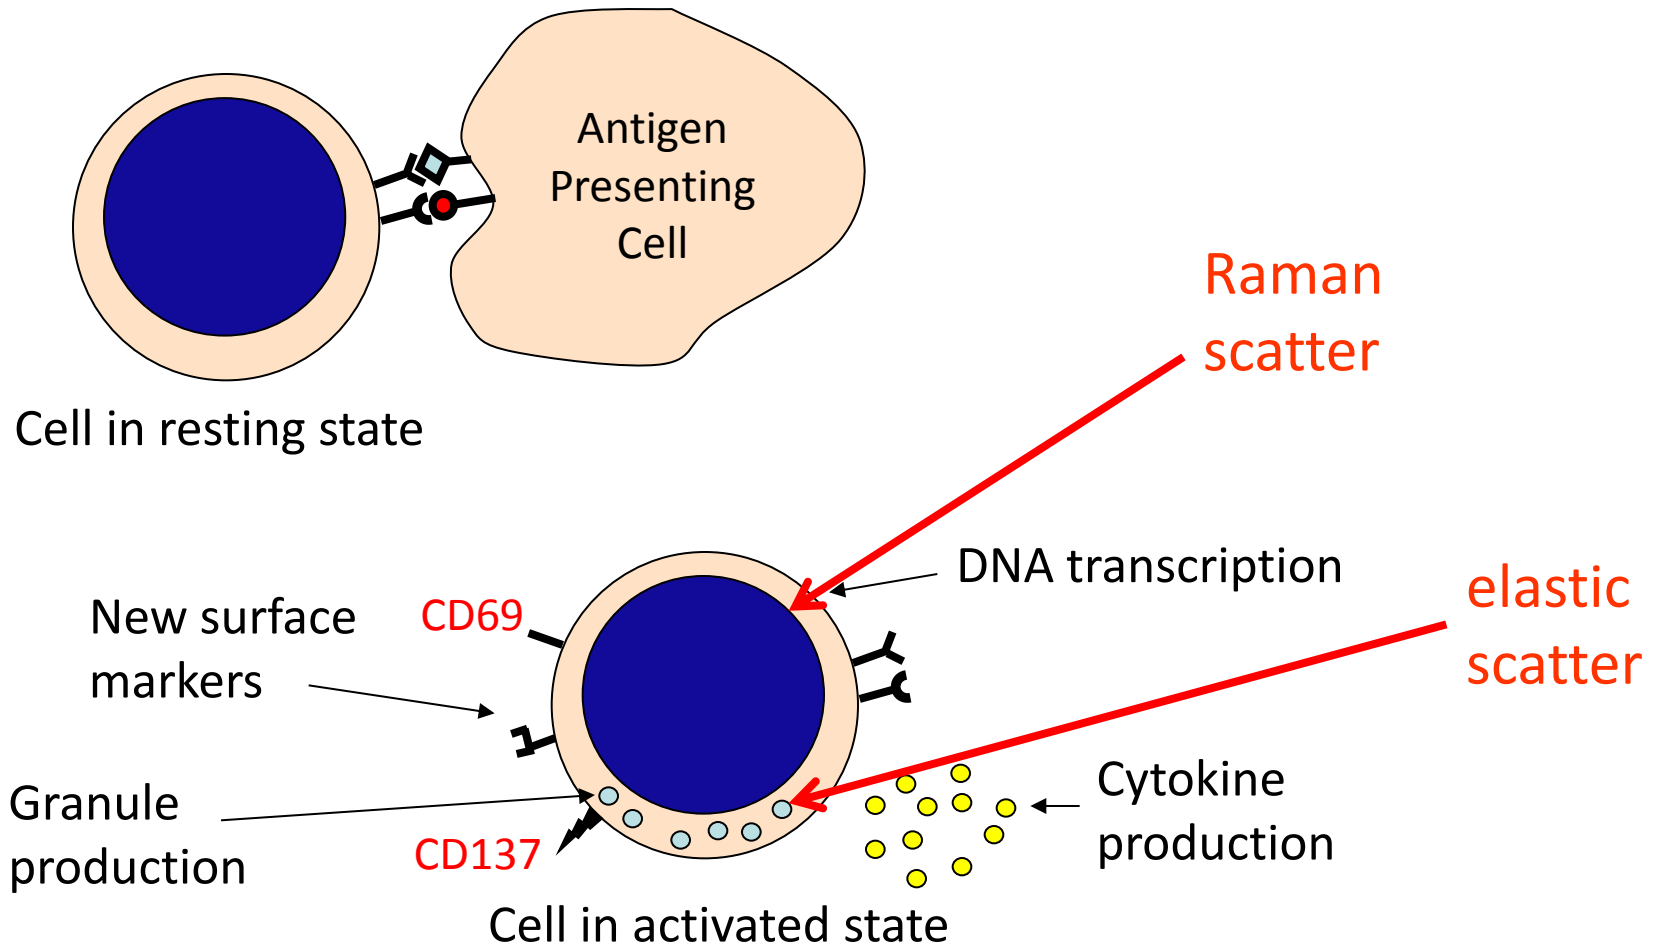 Antigen
Presenting
Cell
Raman
scatter
Cell in resting state
DNA transcription
elastic
scatter
New surface
markers
CD69
Granule
production
CD137
Cytokine
production
Cell in activated state